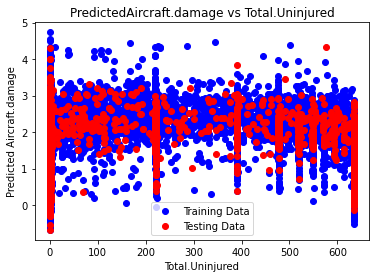 PredictedAircraft.damage vs Total.Uninjured
5
4
3
2
1
0
Predicted Aircraft.damage
Training Data
Testing Data
0 100 200 300 400 500 600
Total.Uninjured